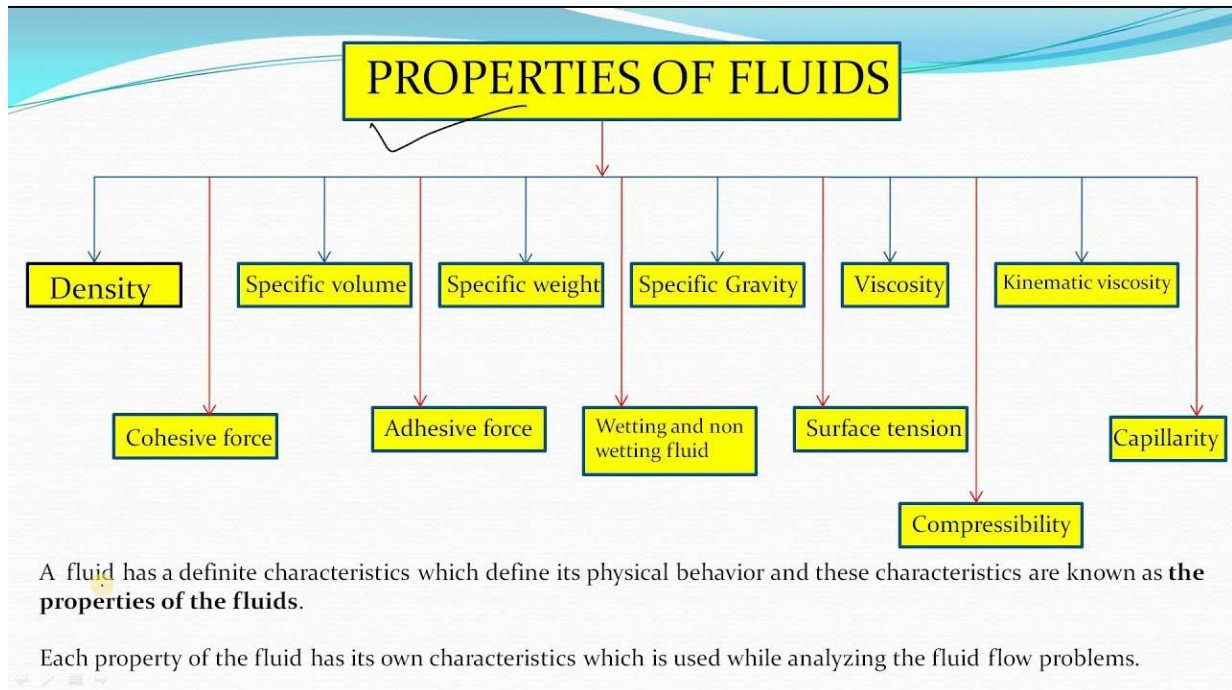 PROPERTIES OF FLUIDS
Density
Specific volume
Specific weight
Specific Gravity
Viscosity
Kinematic viscosity
Cohesive force
Adhesive force
Wetting and non
wetting fluid
Surface tension
Capillarity
Compressibility
A fluid has a definite characteristics which define its physical behavior and these characteristics are known as the
properties of the fluids.
Each property of the fluid has its own characteristics which is used while analyzing the fluid flow problems.